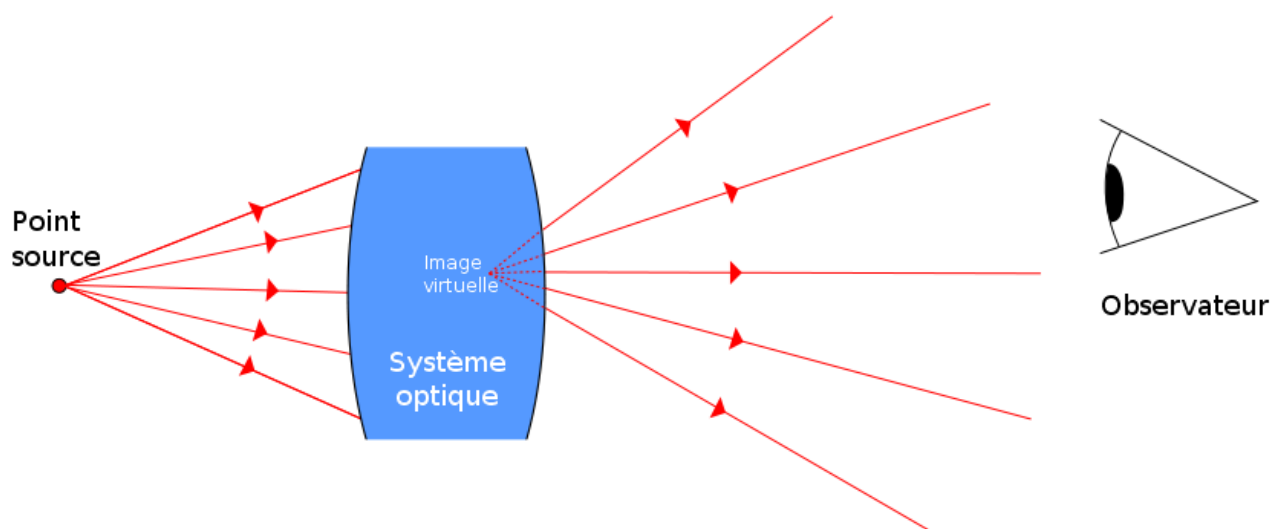 Point
source
Image
virtuelle
Système
optique
Observateur